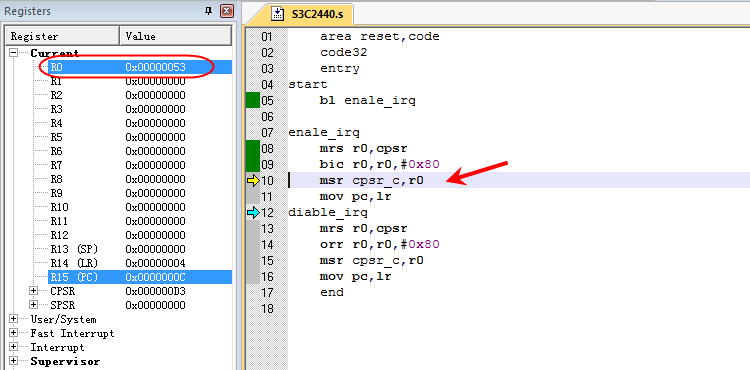 Registers
Register Value
Current
R0 0x00000053
R1 0x00000000
R2 0x00000000
R3 0x00000000
R4 0x00000000
R5 0x00000000
R6 0x00000000
R7 0x00000000
R8 0x00000000
R9 0x00000000
R10 0x00000000
R11 0x00000000
R12 0x00000000
R13 (SP) 0x00000000
R14 (LR) 0x00000004
R15 (PC) 0x0000000C
CPSR 0x000000D3
SPSR 0x00000000
User/System
Fast Interrupt
Interrupt
Supervisor
S3C2440.s
01 area reset,code
02 code32
03 entry
04 start
05 bl enale_irq
06
07 enale_irq
08 mrs r0,cpsr
09 bic r0,r0,#0x80
10 msr cpsr_c,r0
11 mov pc,lr
12 diable_irq
13 mrs r0,cpsr
14 orr r0,r0,#0x80
15 msr cpsr_c,r0
16 mov pc,lr
17 end
18